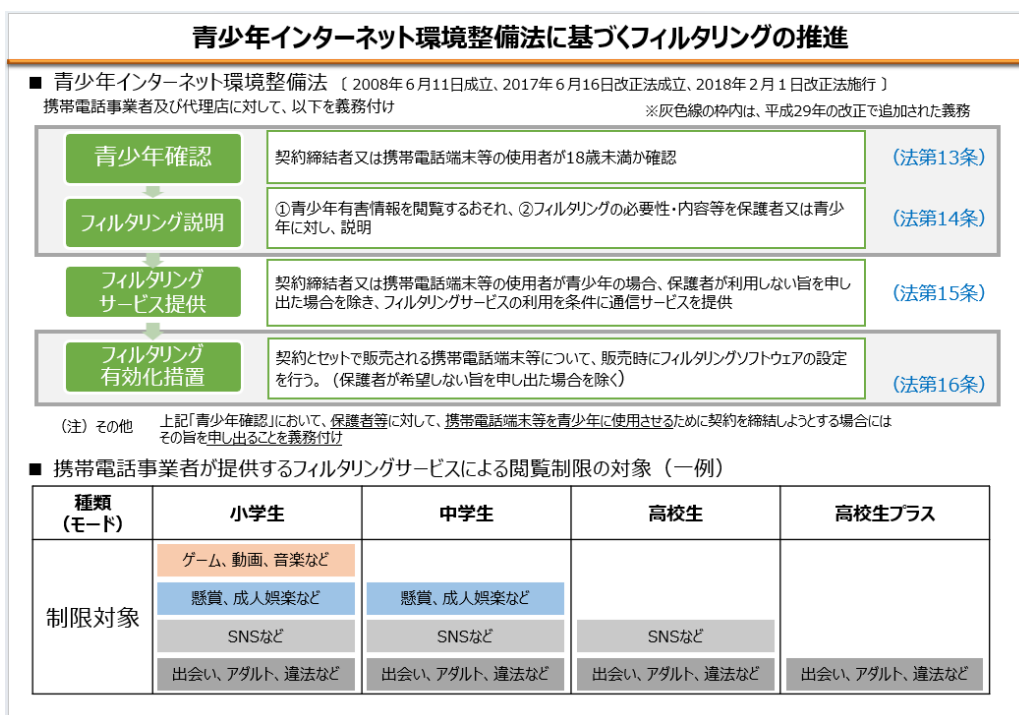 青少年インターネット環境整備法に基づくフィルタリングの推進
■ 青少年インターネット環境整備法 〔 2008年6月11日成立、2017年6月16日改正法成立、2018年2月1日改正法施行 〕
携帯電話事業者及び代理店に対して、以下を義務付け
※灰色線の枠内は、平成29年の改正で追加された義務
青少年確認
契約締結者又は携帯電話端末等の使用者が18歳未満か確認
(法第13条)
フィルタリング説明
①青少年有害情報を閲覧するおそれ、②フィルタリングの必要性・内容等を保護者又は青少
年に対し、説明
(法第14条)
フィルタリング
サービス提供
契約締結者又は携帯電話端末等の使用者が青少年の場合、保護者が利用しない旨を申し
出た場合を除き、フィルタリングサービスの利用を条件に通信サービスを提供
(法第15条)
フィルタリング
有効化措置
契約とセットで販売される携帯電話端末等について、販売時にフィルタリングソフトウェアの設定
を行う。(保護者が希望しない旨を申し出た場合を除く)
(法第16条)
(注)その他
上記「青少年確認」において、保護者等に対して、携帯電話端末等を青少年に使用させるために契約を締結しようとする場合には
その旨を申し出ることを義務付け
■ 携帯電話事業者が提供するフィルタリングサービスによる閲覧制限の対象(一例)
種類
(モード)
小学生
中学生
高校生
高校生プラス
制限対象
ゲーム、動画、音楽など
懸賞、成人娯楽など
懸賞、成人娯楽など
SNSなど
SNSなど
SNSなど
出会い、アダルト、違法など
出会い、アダルト、違法など
出会い、アダルト、違法など
出会い、アダルト、違法など